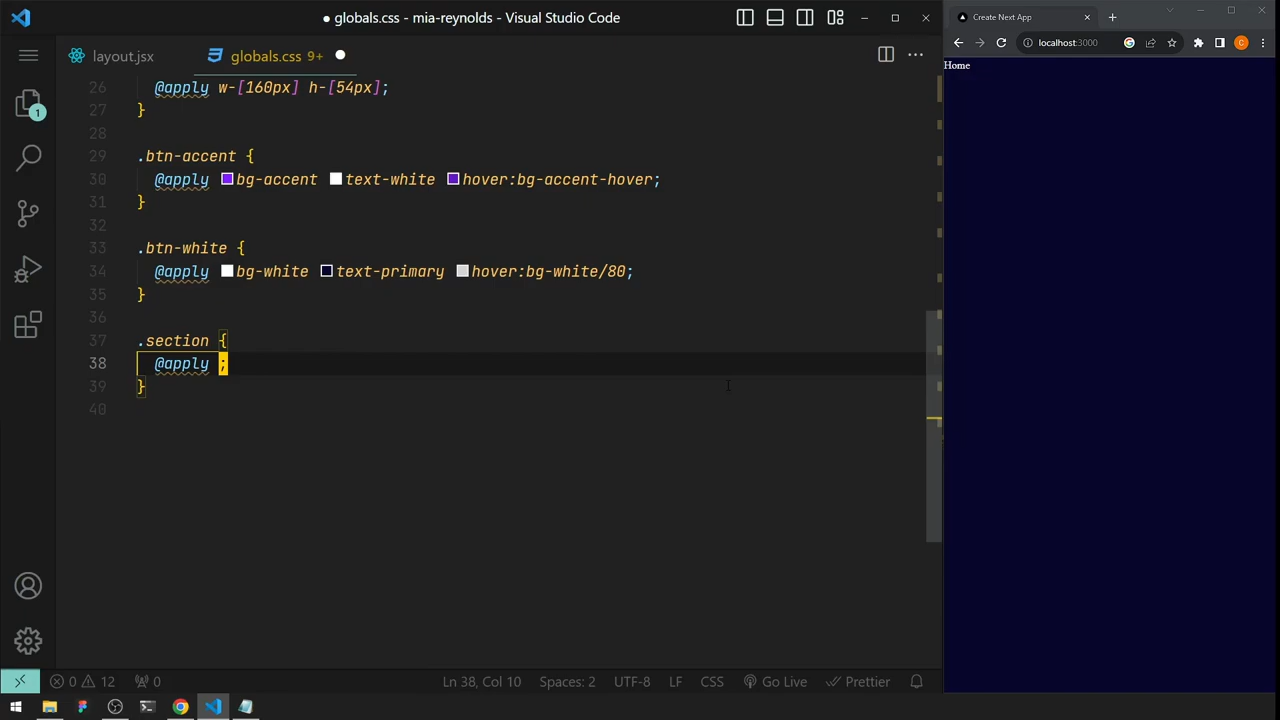 globals.css - mia-reynolds - Visual Studio Code
Create Next App
localhost:3000
C
Home
layout.jsx
globals.css 9+
1
26 @apply w-[160px] h-[54px];
27 }
28
29 .btn-accent {
30 @apply bg-accent text-white hover:bg-accent-hover;
31 }
32
33 .btn-white {
34 @apply bg-white text-primary hover:bg-white/80;
35 }
36
37 .section {
38 @apply ;
39 }
40
0 12 0 Ln 38, Col 10 Spaces: 2 UTF-8 LF CSS Go Live Prettier